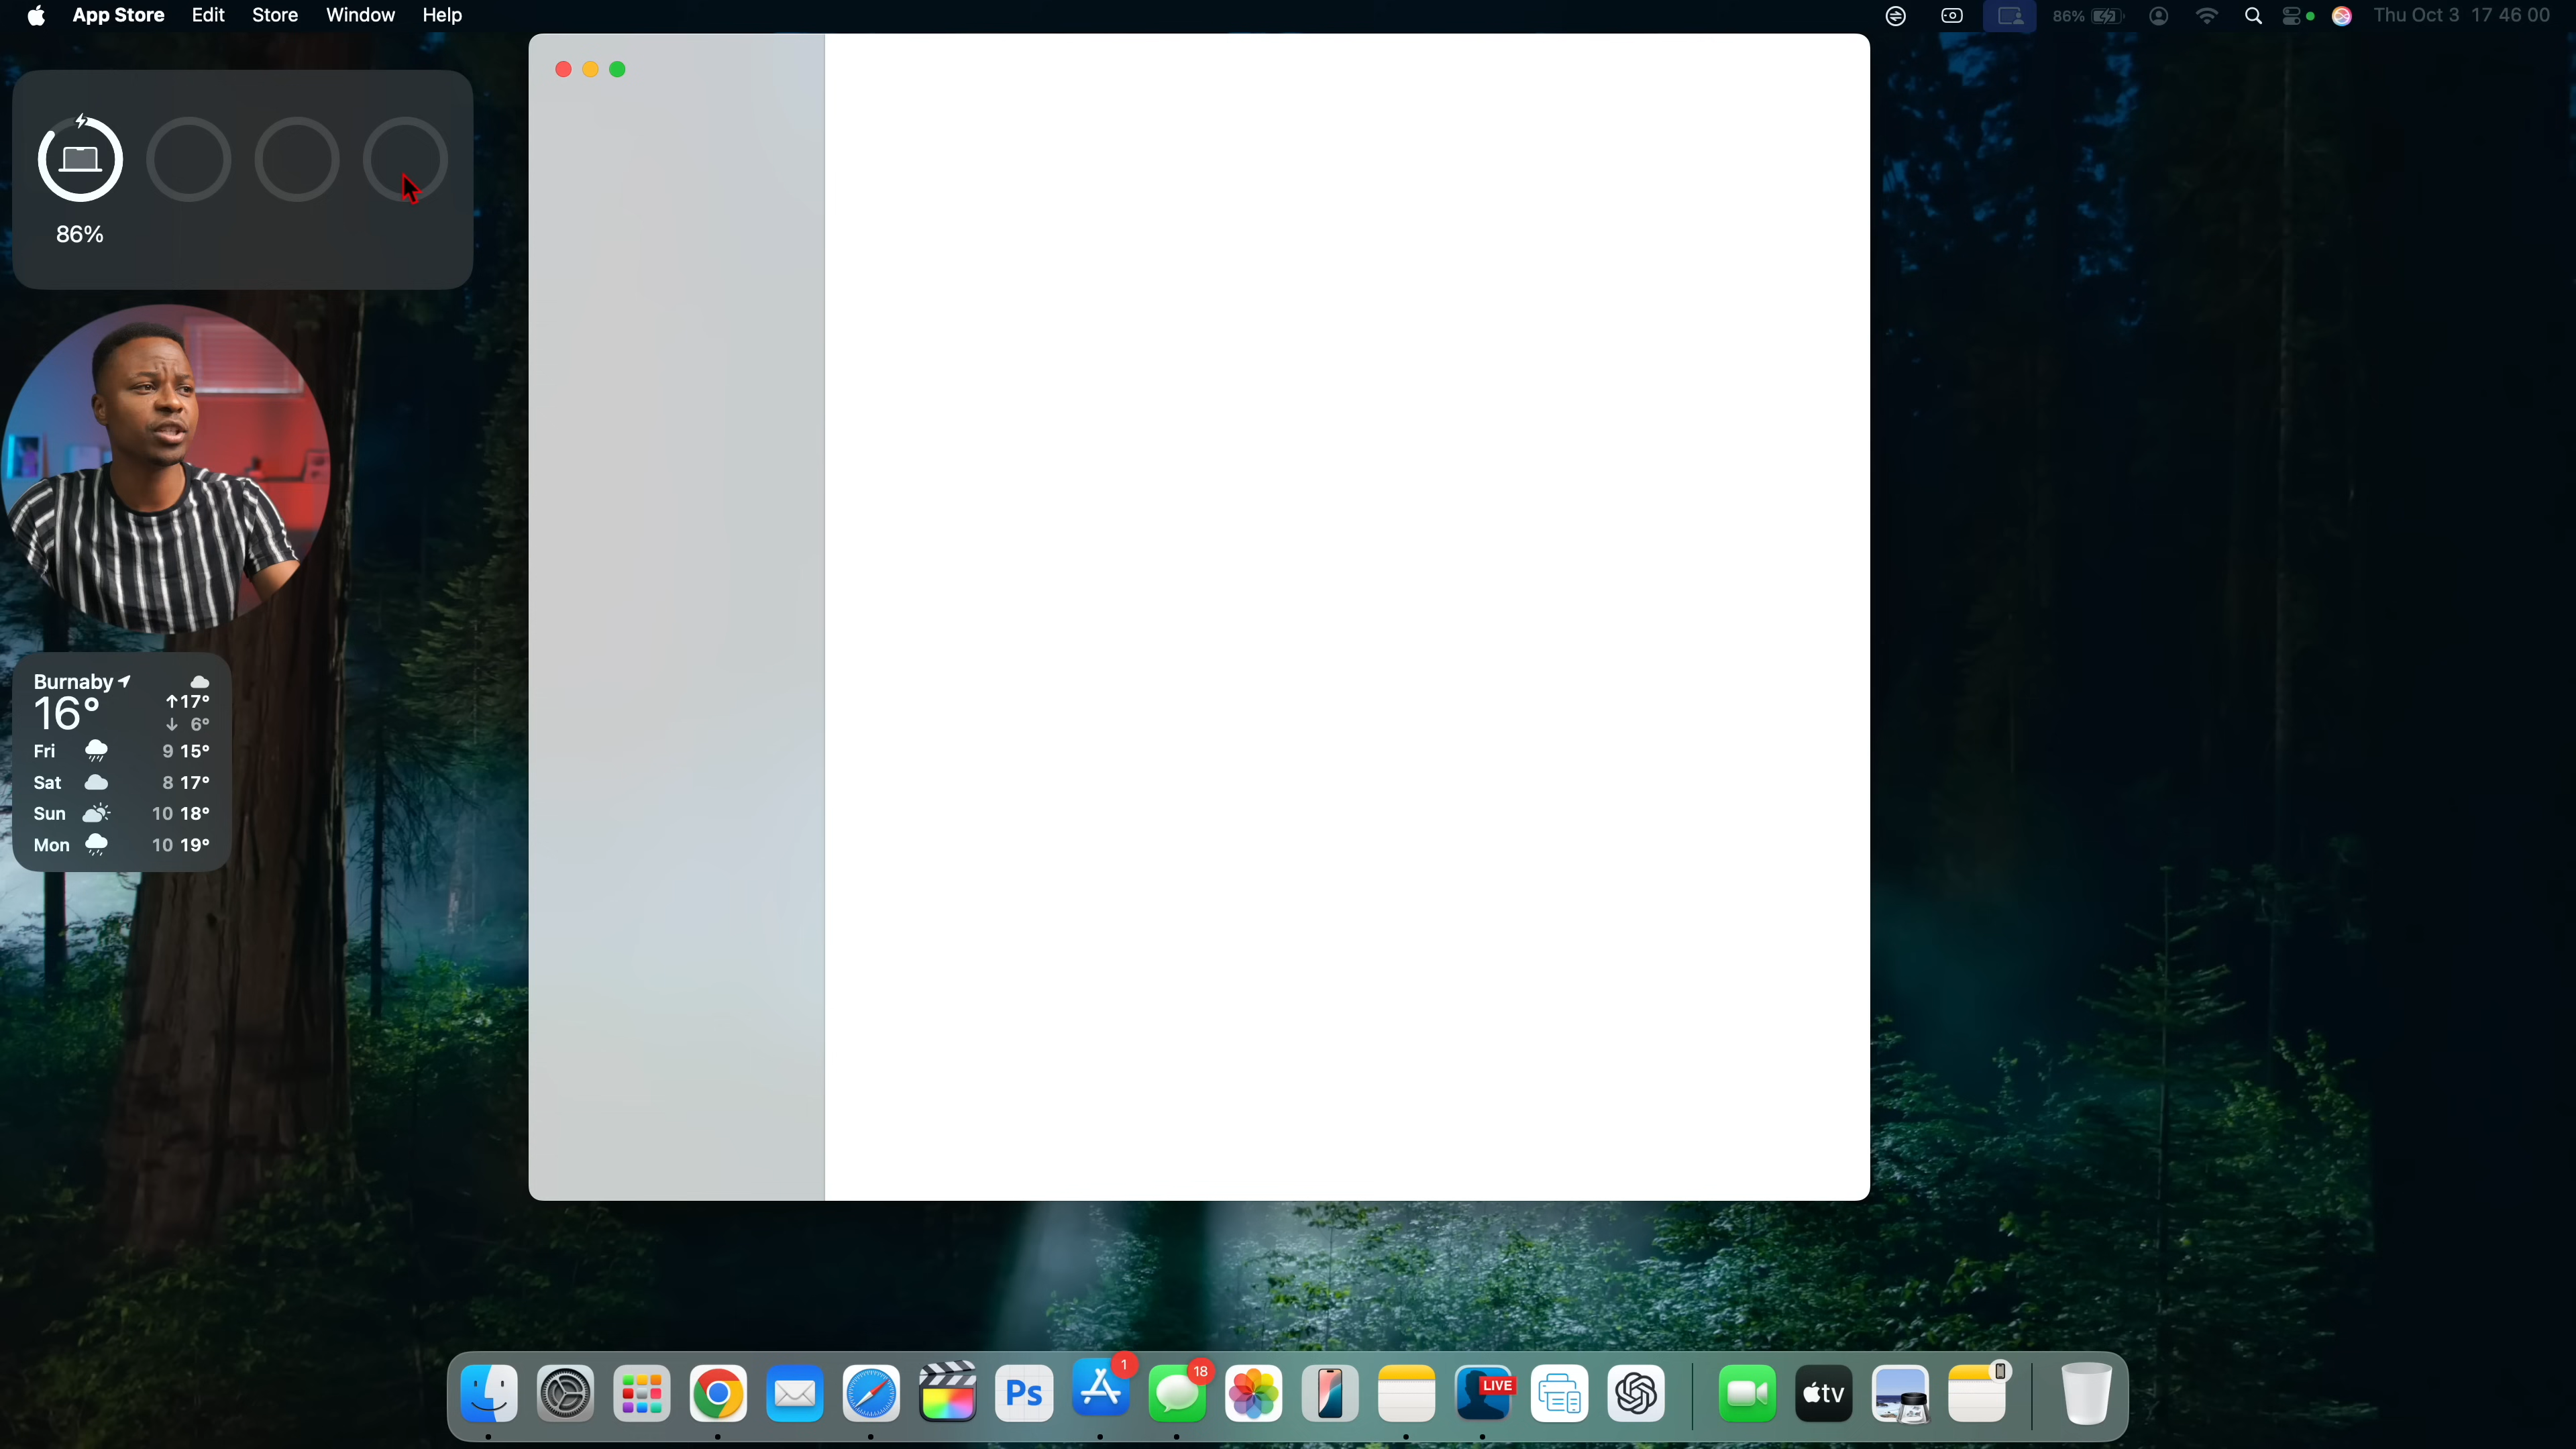 App Store Edit Store Window Help
86% Thu Oct 3 17 46 00
86%
Burnaby
16° ↑17°
↓ 6°
Fri 9 15°
Sat 8 17°
Sun 10 18°
Mon 10 19°
Ps 1 18 LIVE tv